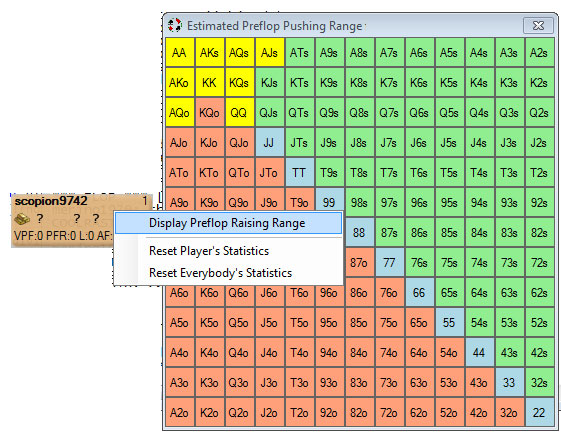 Estimated Preflop Pushing Range
AA AKs AQs AJs ATs A9s A8s A7s A6s A5s A4s A3s A2s
AKo KK KQs KJs KTs K9s K8s K7s K6s K5s K4s K3s K2s
AQo KQo QQ QJs QTs Q9s Q8s Q7s Q6s Q5s Q4s Q3s Q2s
AJo KJo QJo JJ JTs J9s J8s J7s J6s J5s J4s J3s J2s
ATo KTo QTo JTo TT T9s T8s T7s T6s T5s T4s T3s T2s
A9o K9o Q9o J9o T9o 99 98s 97s 96s 95s 94s 93s 92s
88 87s 86s 85s 84s 83s 82s
87o 77 76s 75s 74s 73s 72s
A6o K6o Q6o J6o T6o 96o 86o 76o 66 65s 64s 63s 62s
A5o K5o Q5o J5o T5o 95o 85o 75o 65o 55 54s 53s 52s
A4o K4o Q4o J4o T4o 94o 84o 74o 64o 54o 44 43s 42s
A3o K3o Q3o J3o T3o 93o 83o 73o 63o 53o 43o 33 32s
A2o K2o Q2o J2o T2o 92o 82o 72o 62o 52o 42o 32o 22
scopion9742 1
? ? ?
VPF:0 PFR:0 L:0 AF:
Display Preflop Raising Range
Reset Player's Statistics
Reset Everybody's Statistics